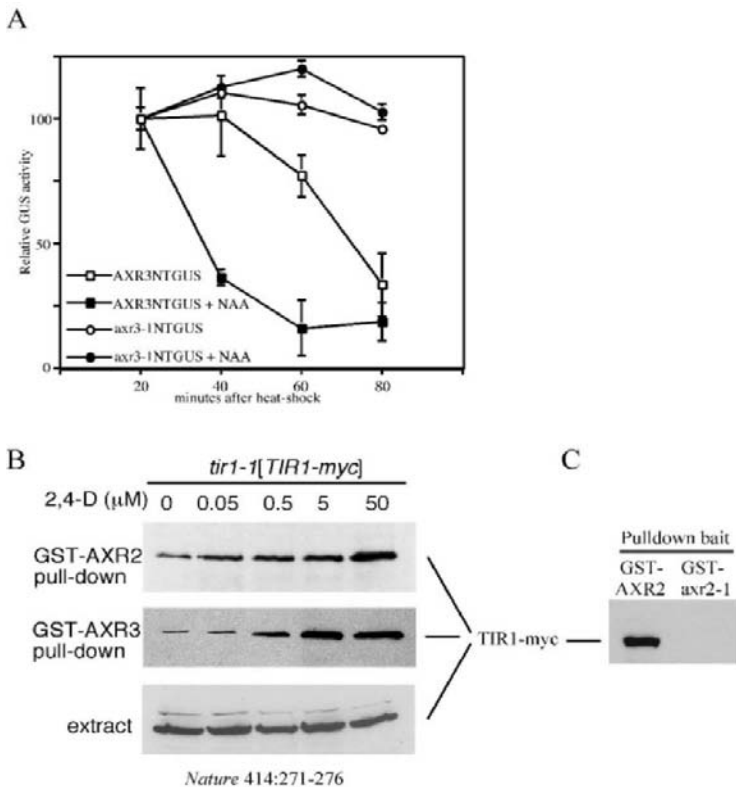 A
Relative GUS activity
100
50
0
AXR3NTGUS
AXR3NTGUS + NAA
axr3-1NTGUS
axr3-1NTGUS + NAA
20 40 60 80
minutes after heat-shock
B
tir1-1[TIR1-myc]
2,4-D (μM) 0 0.05 0.5 5 50
GST-AXR2
pull-down
GST-AXR3
pull-down
extract
TIR1-myc
Nature 414:271-276
C
Pulldown bait
GST- GST-
AXR2 axr2-1